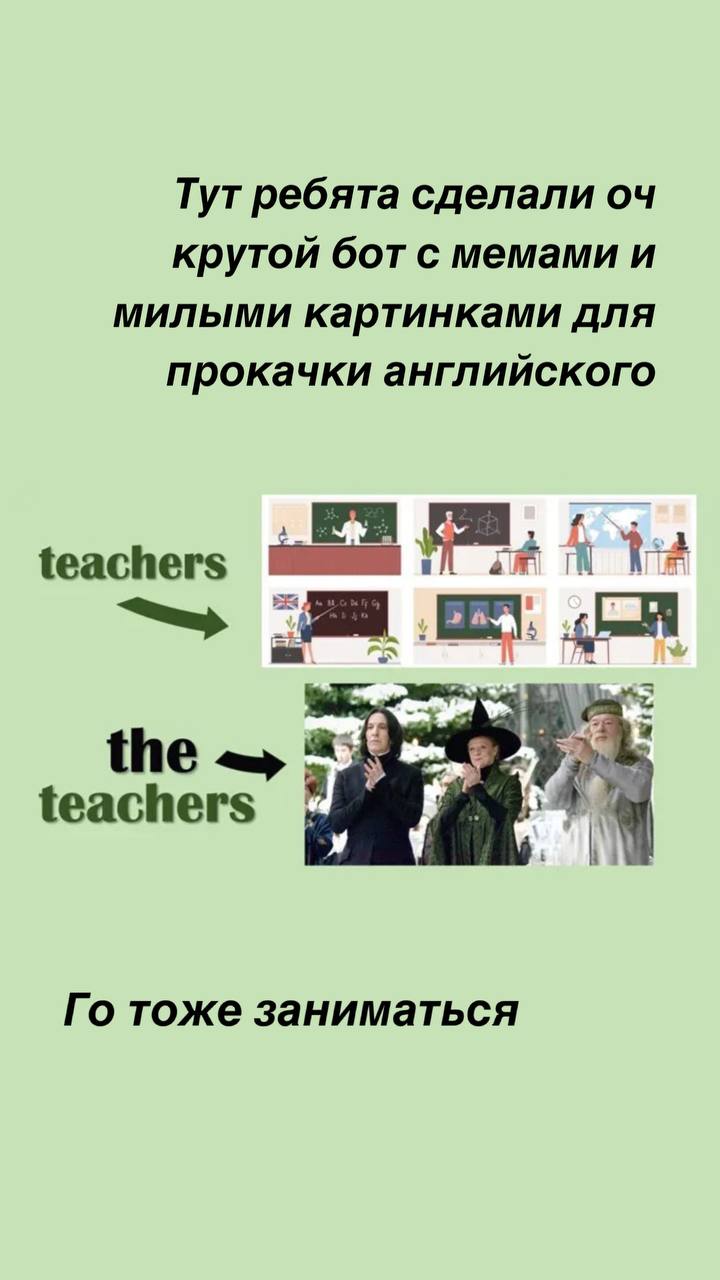 Тут ребята сделали оч
крутой бот с мемами и
милыми картинками для
прокачки английского
teachers
the
teachers
Го тоже заниматься